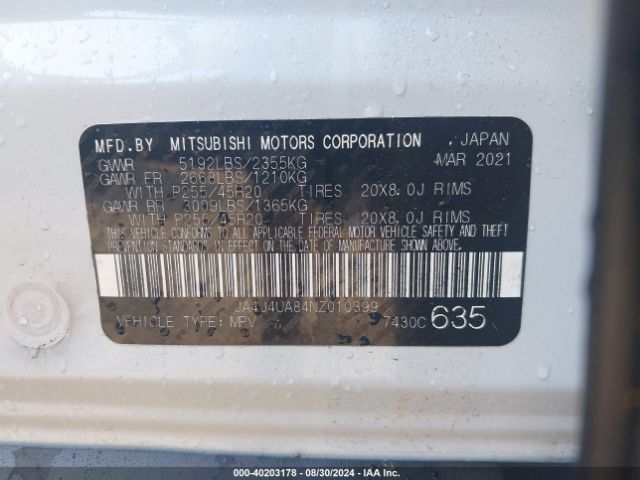 MFD.BY MITSUBISHI MOTORS CORPORATION , JAPAN
GVWR 5192LBS/2355KG MAR 2021
GAWR FR 2668LBS/1210KG
WITH P255/45R20 TIRES 20X8.0J RIMS
GAWR RR 3009LBS/1365KG
WITH P255/45R20 TIRES 20X8.0J RIMS
THIS VEHICLE CONFORMS TO ALL APPLICABLE FEDERAL MOTOR VEHICLE SAFETY AND THEFT
PREVENTION STANDARDS IN EFFECT ON THE DATE OF MANUFACTURE SHOWN ABOVE.
JA4J4UA84NZ010399
VEHICLE TYPE: MPV 7430C 635
000-40203178 - 08/30/2024 - IAA Inc.